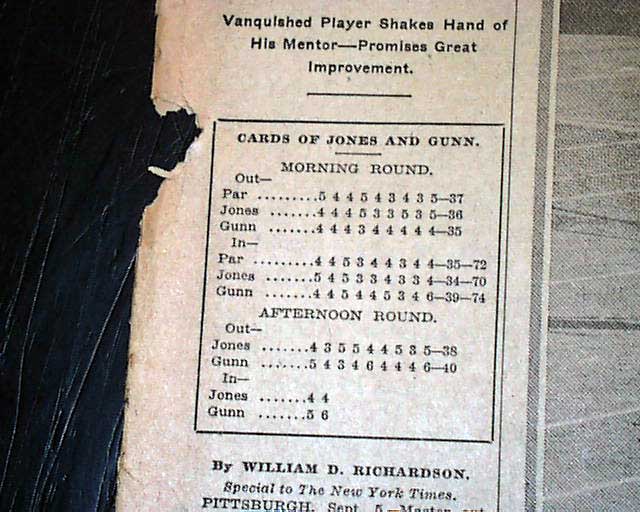 Vanquished Player Shakes Hand of
His Mentor—Promises Great
Improvement.
CARDS OF JONES AND GUNN.
MORNING ROUND.
Out—
Par .........5 4 4 5 4 3 4 3 5—37
Jones .......4 4 4 5 3 3 5 3 5—36
Gunn .......4 4 4 3 4 4 4 4 4—35
In—
Par .........4 4 5 3 4 4 3 4 4—35—72
Jones .......5 4 5 3 3 4 3 3 4—34—70
Gunn .......4 4 5 4 4 5 3 4 6—39—74
AFTERNOON ROUND.
Out—
Jones .......4 3 5 5 4 4 5 3 5—38
Gunn .......5 4 3 4 6 4 4 4 6—40
In—
Jones .......4 4
Gunn .......5 6
By WILLIAM D. RICHARDSON.
Special to The New York Times.
PITTSBURGH, Sept. 5.—Master